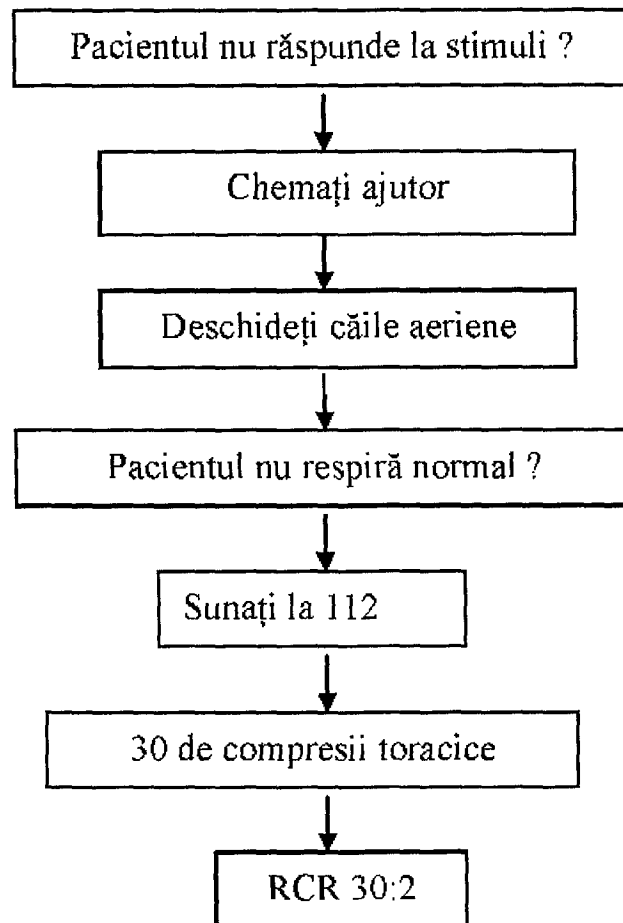 Pacientul nu răspunde la stimuli ?
Chemați ajutor
Deschideți căile aeriene
Pacientul nu respiră normal ?
Sunați la 112
30 de compresii toracice
RCR 30:2